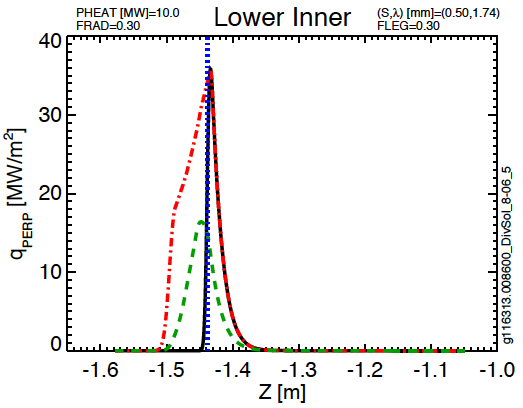 PHEAT [MW]=10.0
FRAD=0.30
Lower Inner
(S,λ) [mm]=(0.50,1.74)
FLEG=0.30
40
30
20
10
0
qPERP [MW/m²]
-1.6 -1.5 -1.4 -1.3 -1.2 -1.1 -1.0
Z [m]
g116313.008600_DivSol_8-06_5